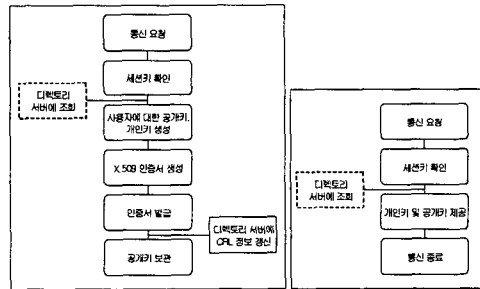 통신 요청
세션키 확인
디렉토리
서버에 조회
사용자에 대한 공개키,
개인키 생성
X.509 인증서 생성
인증서 발급
디렉토리 서버에
CRL 정보 갱신
공개키 보관
통신 요청
세션키 확인
디렉토리
서버에 조회
개인키 및 공개키 제공
통신 종료